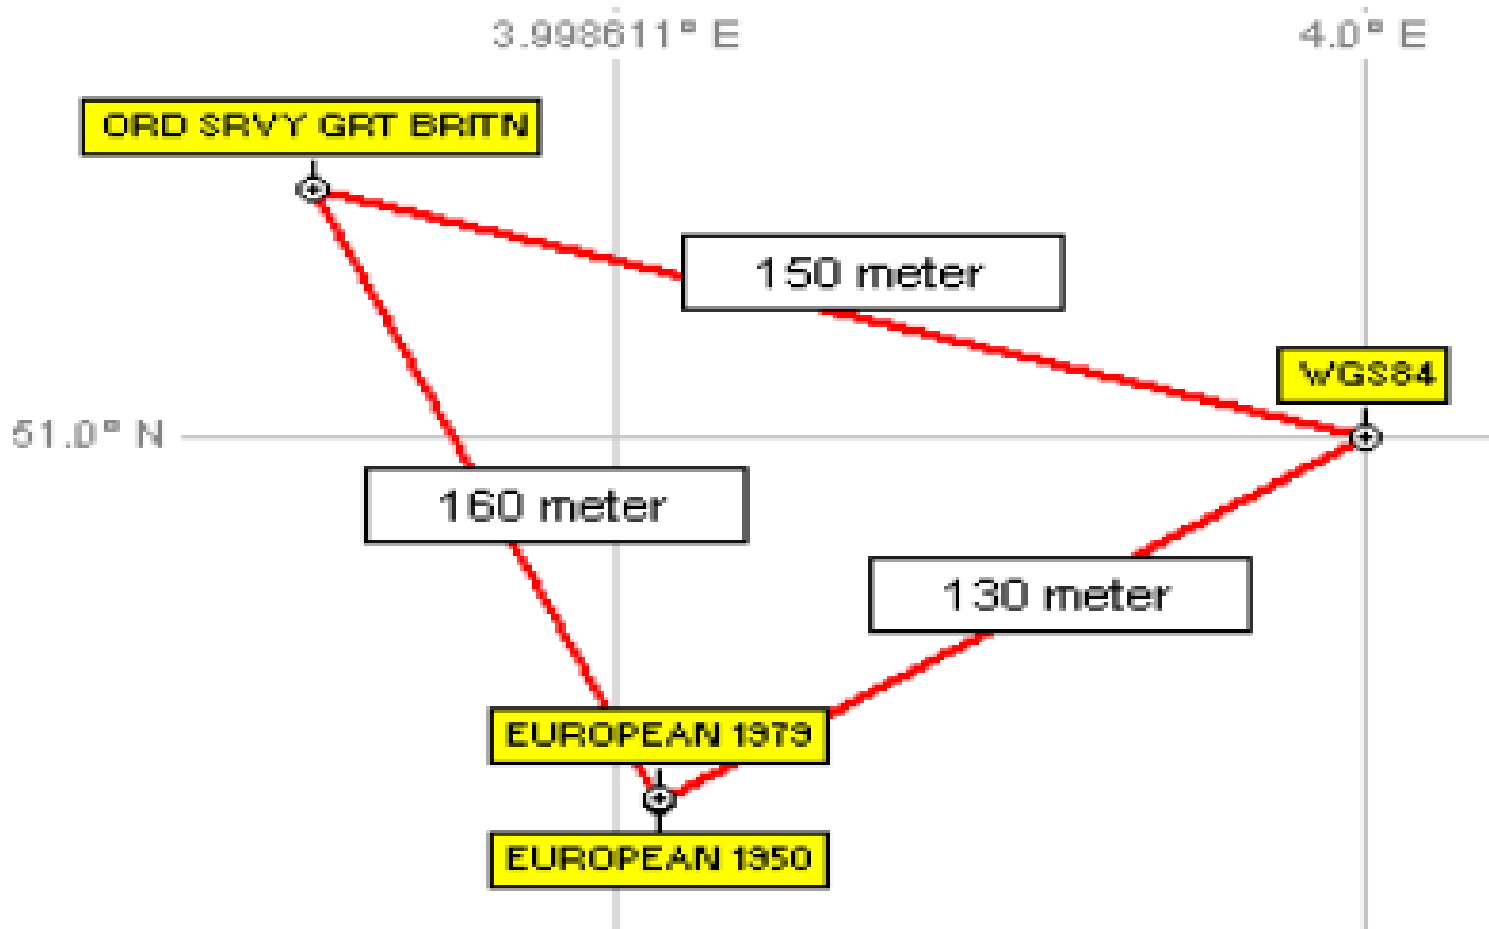 3.998611° E
4.0° E
ORD SRVY GRT BRITN
150 meter
WGS84
51.0° N
160 meter
130 meter
EUROPEAN 1979
EUROPEAN 1950